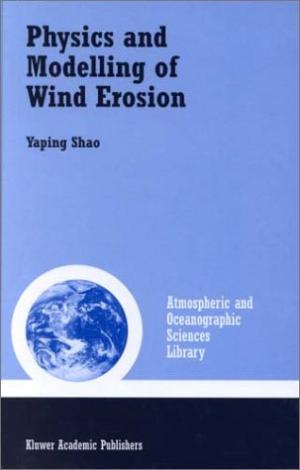 Physics and
Modelling of
Wind Erosion
Yaping Shao
Atmospheric and
Oceanographic
Sciences
Library
Kluwer Academic Publishers